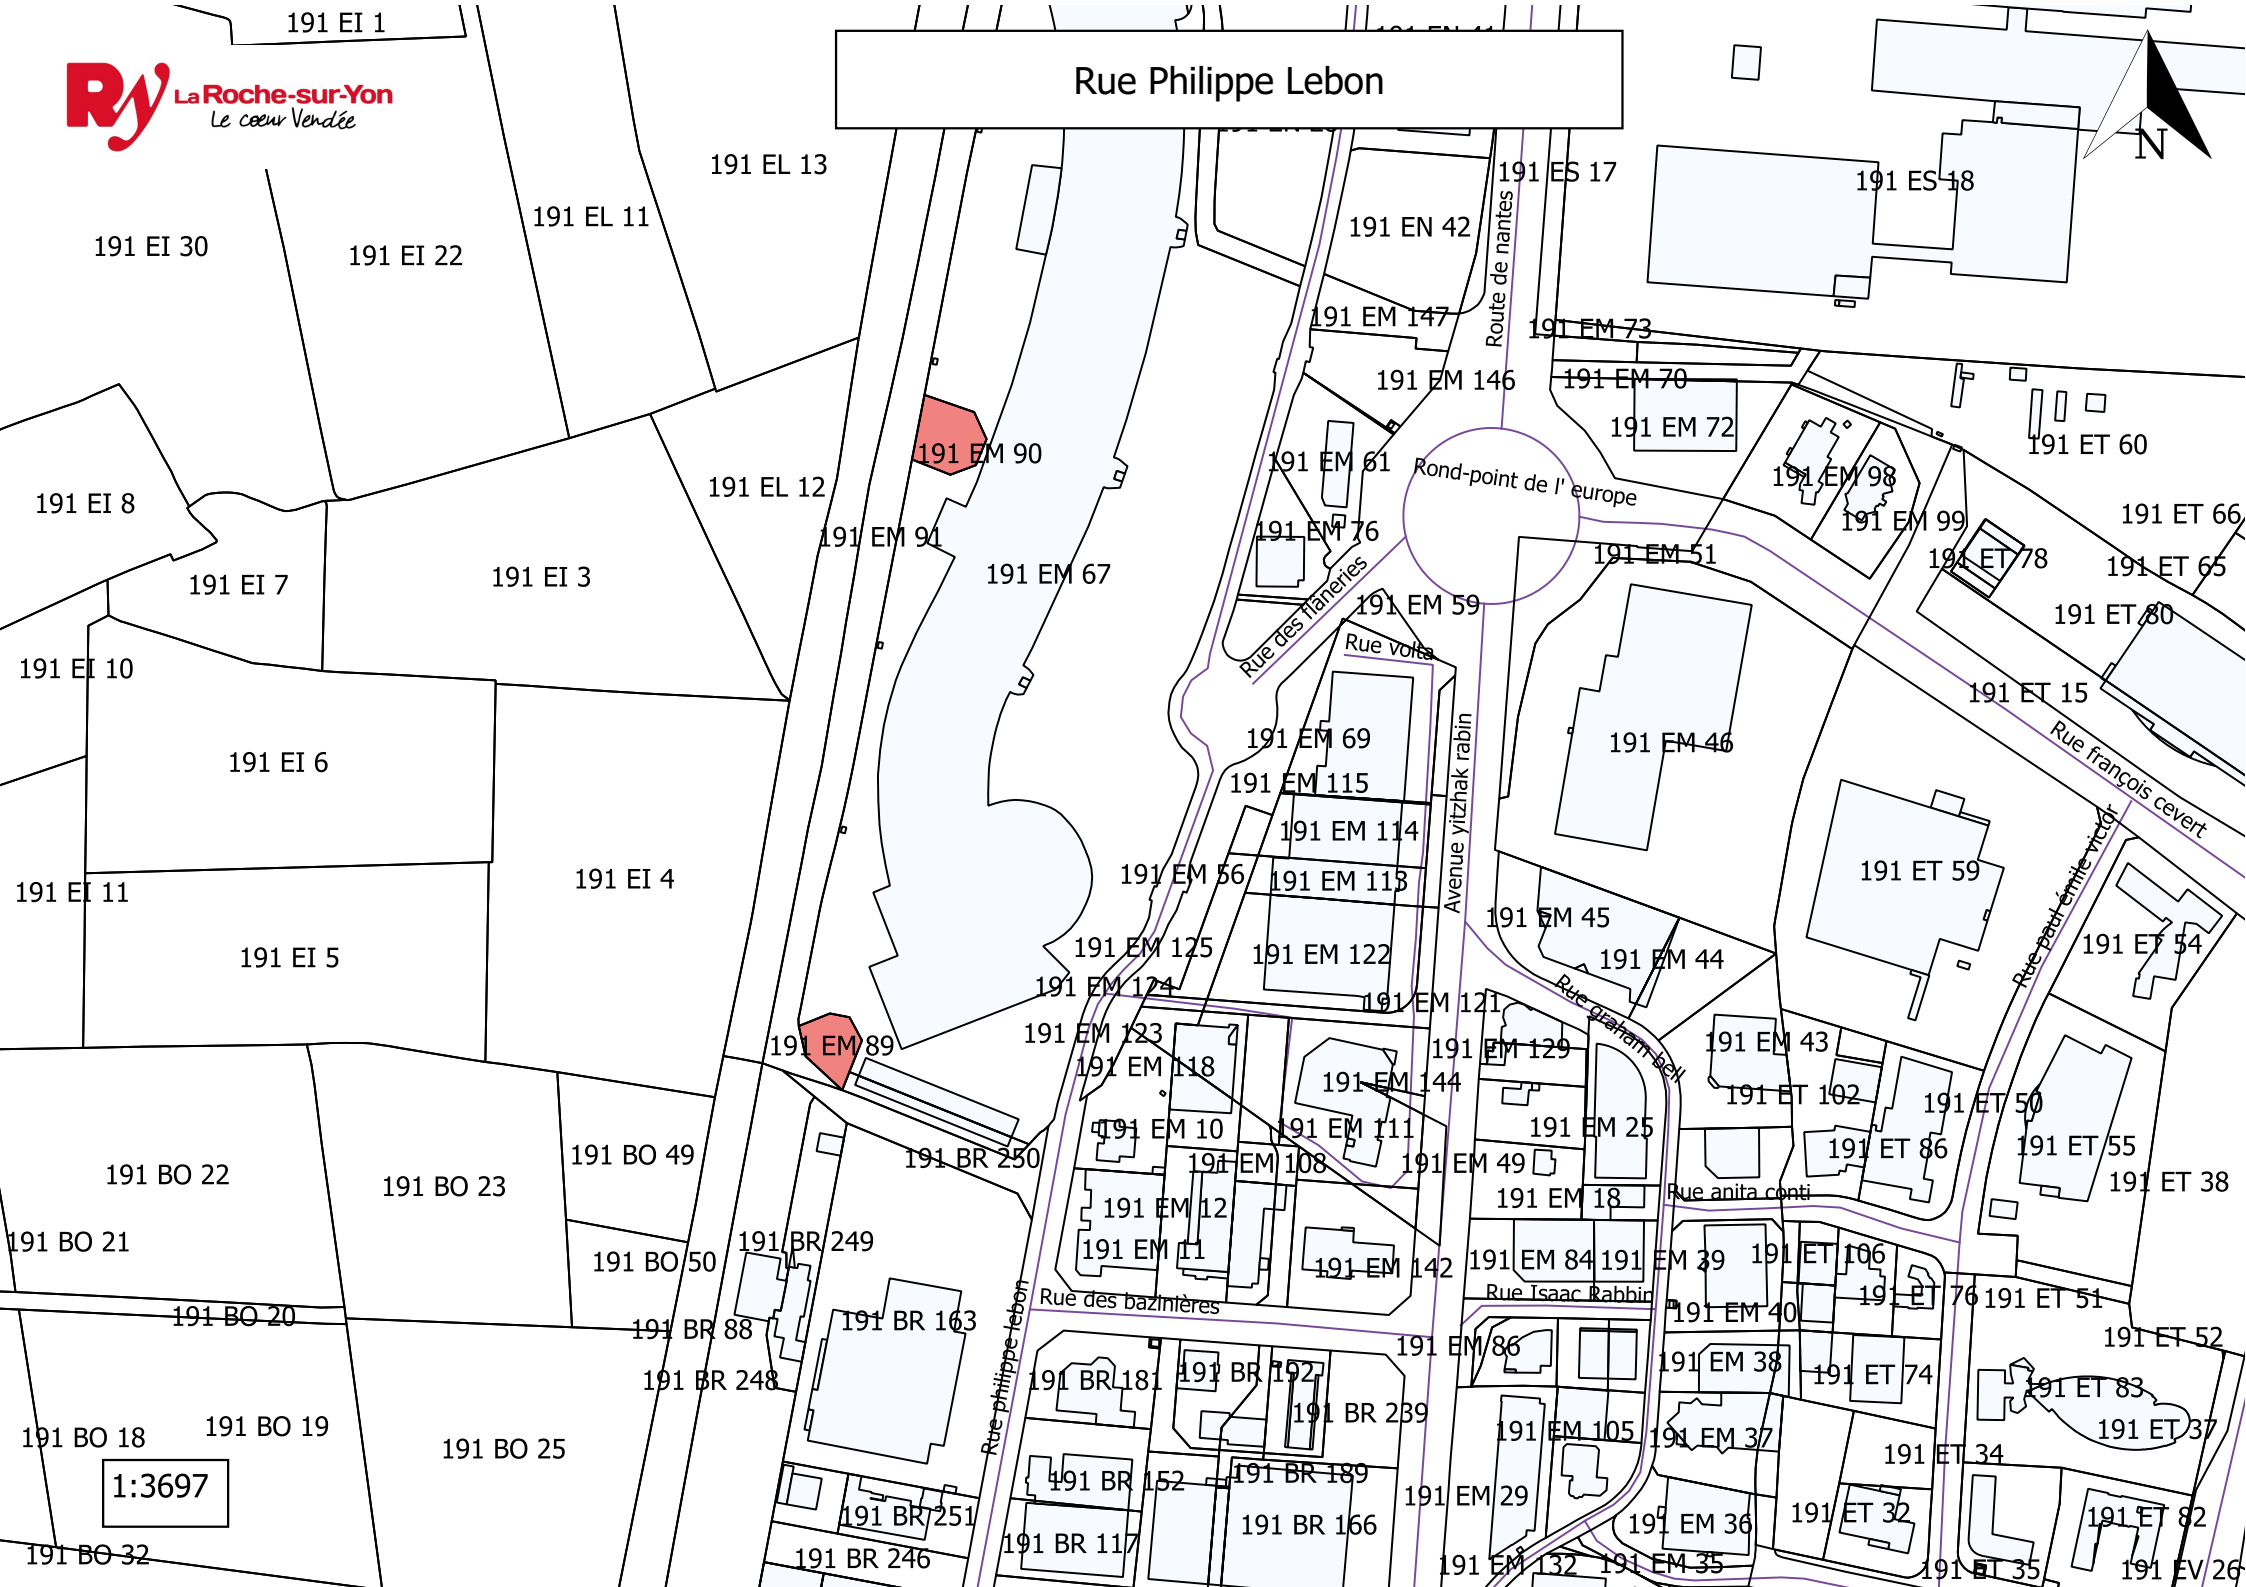 191 EI 1
191 EN 41
Rue Philippe Lebon
Ry
La Roche-sur-Yon
Le cœur Vendée
N
191 EL 13
191 EL 11
191 EI 30
191 EI 22
191 EN 42
191 ES 17
191 ES 18
Route de nantes
191 EM 147
191 EM 73
191 EM 146
191 EM 70
191 EM 72
191 ET 60
191 EM 90
191 EM 61
Rond-point de l' europe
191 EM 98
191 EI 8
191 EL 12
191 EM 99
191 ET 66
191 EM 91
191 EM 76
191 EM 51
191 ET 78
191 ET 65
191 EI 7
191 EI 3
191 EM 67
191 EM 59
191 ET 80
Rue des flâneries
Rue volta
191 EI 10
191 ET 15
191 EI 6
191 EM 69
191 EM 46
Rue françois cevert
191 EM 115
Avenue yitzhak rabin
191 EM 114
191 EI 11
191 EI 4
191 EM 56
191 EM 113
191 ET 59
Rue paul émile victor
191 EM 45
191 EI 5
191 EM 125
191 EM 122
191 EM 44
191 ET 54
191 EM 124
191 EM 121
Rue graham bell
191 EM 89
191 EM 123
191 EM 129
191 EM 43
191 EM 118
191 EM 144
191 ET 102
191 ET 50
191 EM 10
191 EM 111
191 EM 25
191 ET 86
191 ET 55
191 BO 22
191 BO 23
191 BO 49
191 BR 250
191 EM 108
191 EM 49
191 ET 38
191 EM 12
191 EM 18
Rue anita conti
191 BO 21
191 BR 249
191 EM 11
191 BO 50
191 EM 142
191 EM 84
191 EM 39
191 ET 106
Rue des bazinières
Rue Isaac Rabbin
191 ET 76
191 ET 51
191 BO 20
191 BR 88
191 BR 163
191 EM 40
191 EM 86
191 ET 52
Rue philippe lebon
191 BR 248
191 BR 181
191 BR 192
191 EM 38
191 ET 74
191 ET 83
191 BO 18
191 BO 19
191 BO 25
191 BR 239
191 EM 105
191 EM 37
191 ET 37
191 ET 34
1:3697
191 BR 152
191 BR 189
191 EM 29
191 BR 251
191 BR 117
191 BR 166
191 EM 36
191 ET 32
191 ET 82
191 BO 32
191 BR 246
191 EM 132
191 EM 35
191 ET 35
191 EV 26